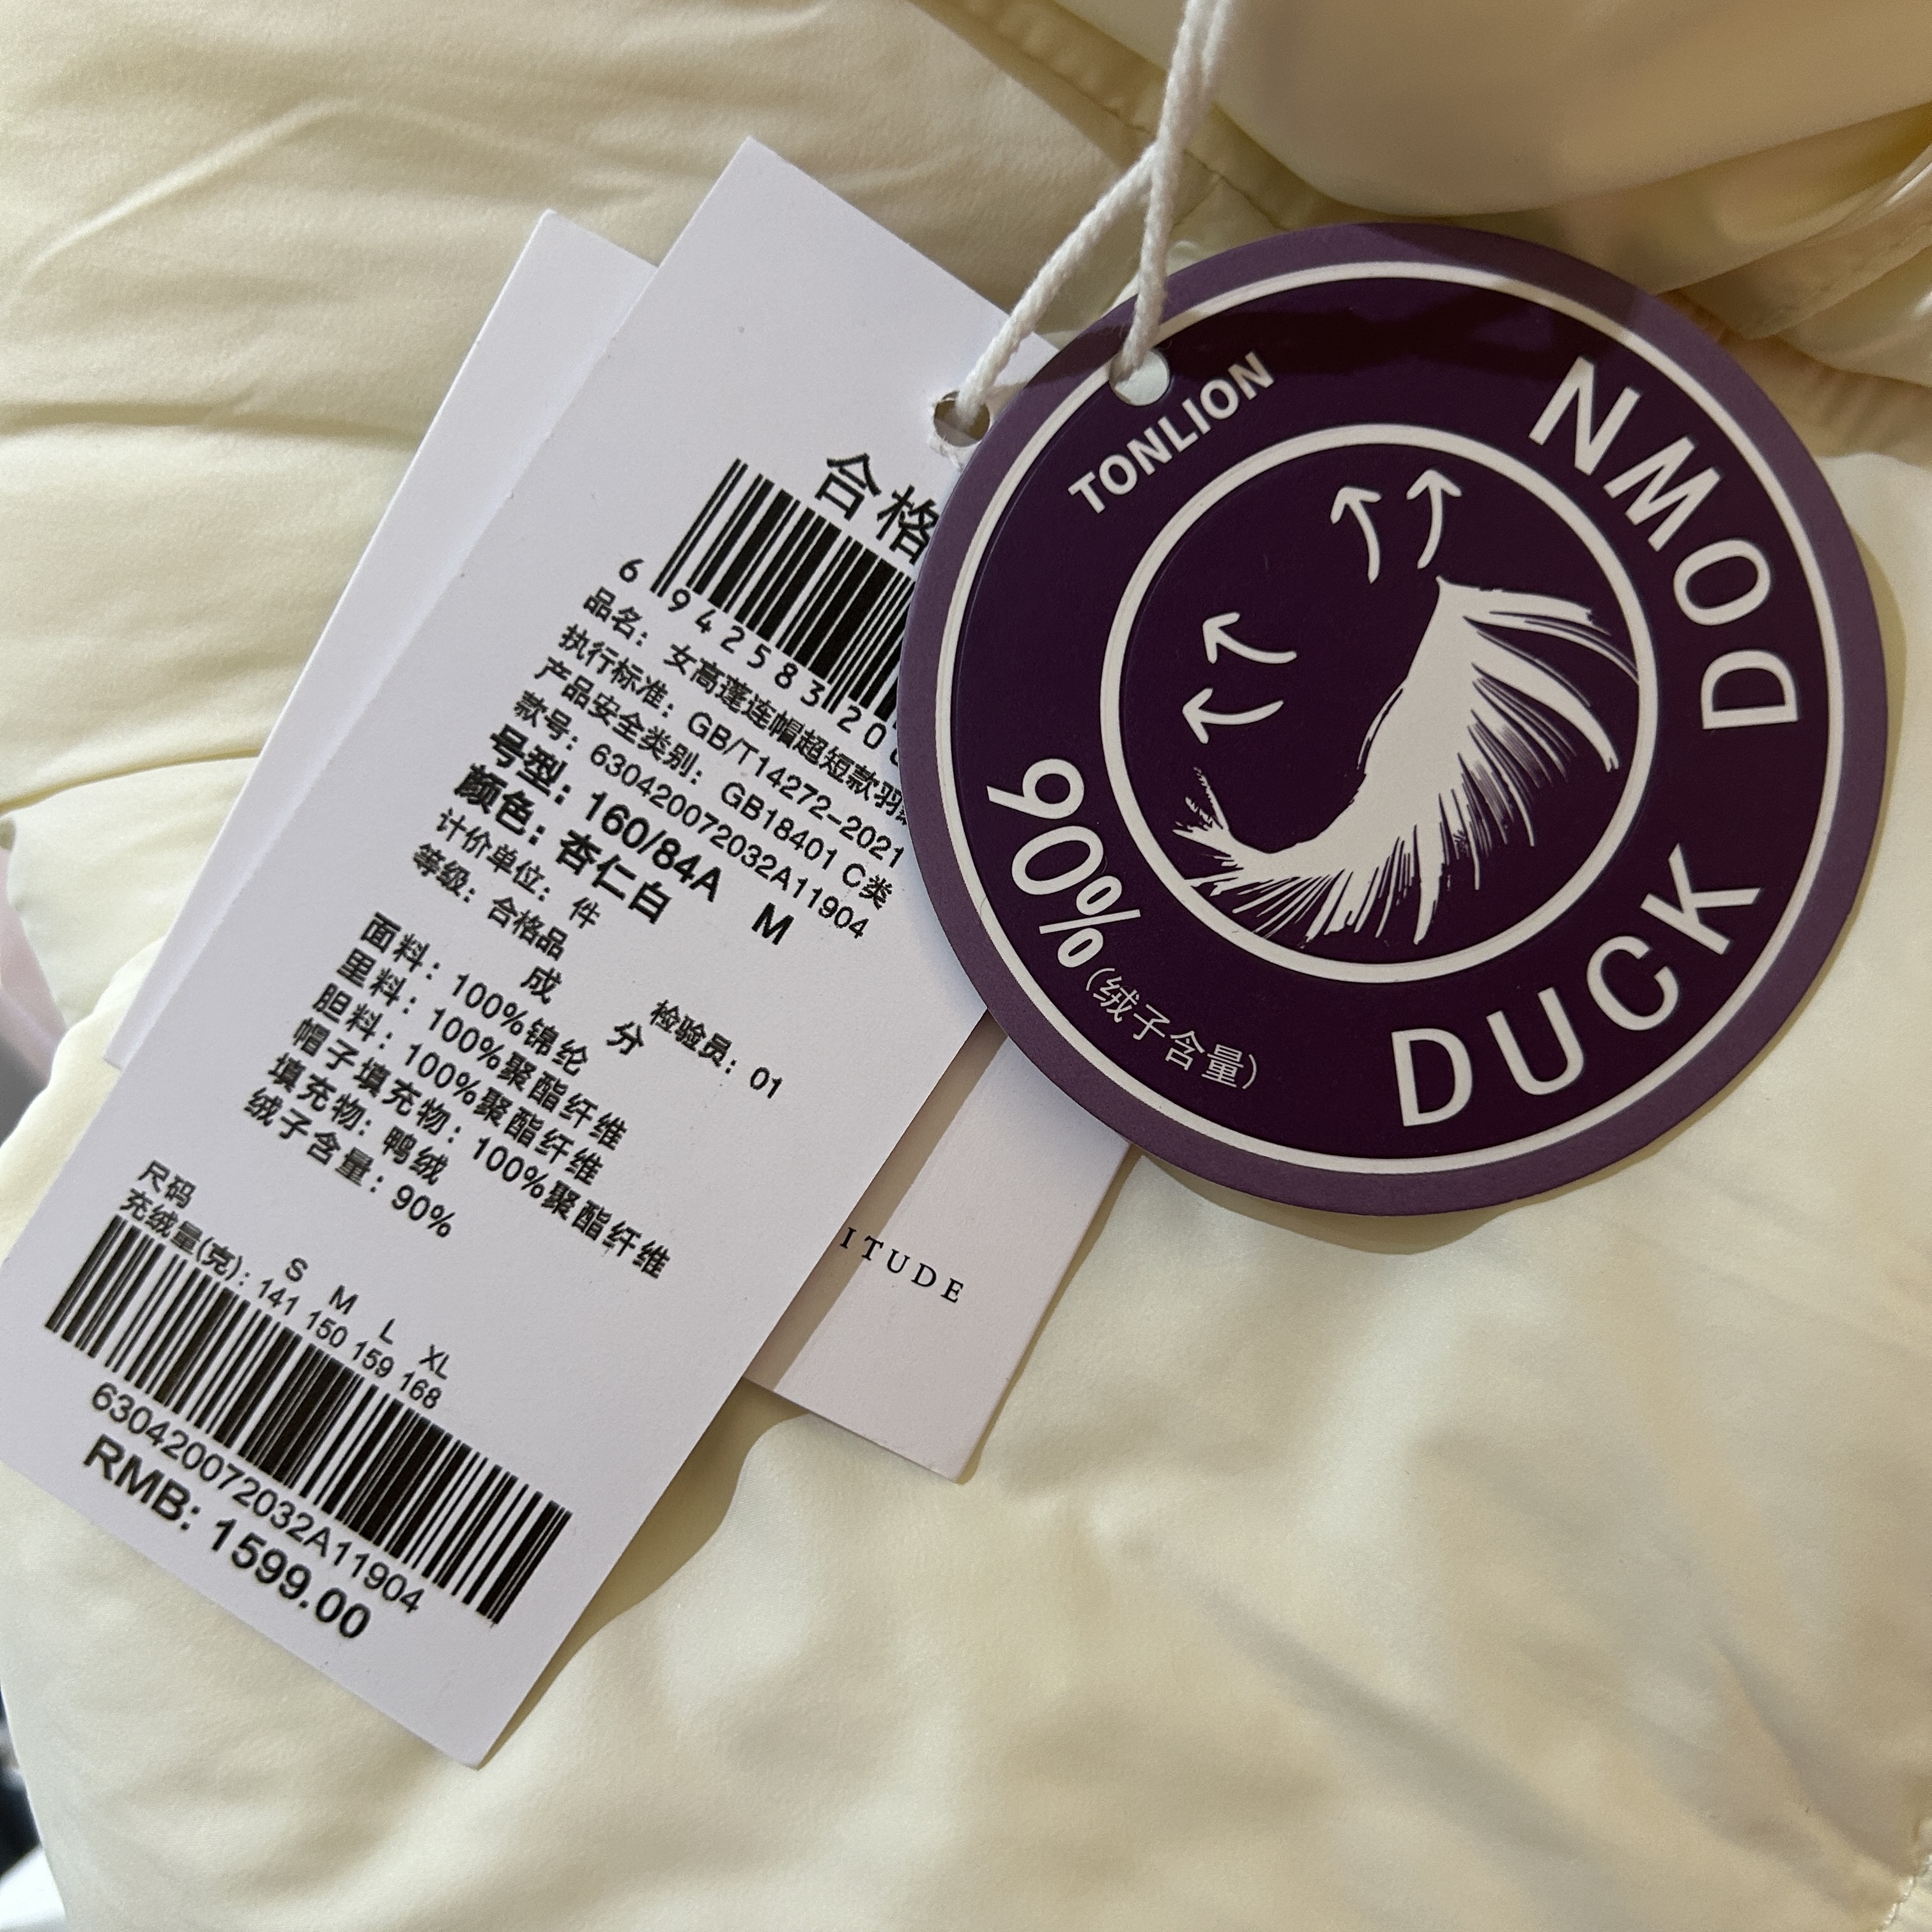 合格
6 942583 20
品名: 女高蓬连帽超短款羽
执行标准: GB/T14272-2021
产品安全类别: GB18401 C类
款号: 630420072032A11904
号型: 160/84A M
颜色: 杏仁白
计价单位: 件
等级: 合格品
检验员: 01
成 分
面料: 100%锦纶
里料: 100%聚酯纤维
胆料: 100%聚酯纤维
帽子填充物: 100%聚酯纤维
填充物: 鸭绒
绒子含量: 90%
尺码 S M L XL
充绒量(克): 141 150 159 168
630420072032A11904
RMB: 1599.00
ITUDE
TONLION
90%(绒子含量)
DUCK DOWN